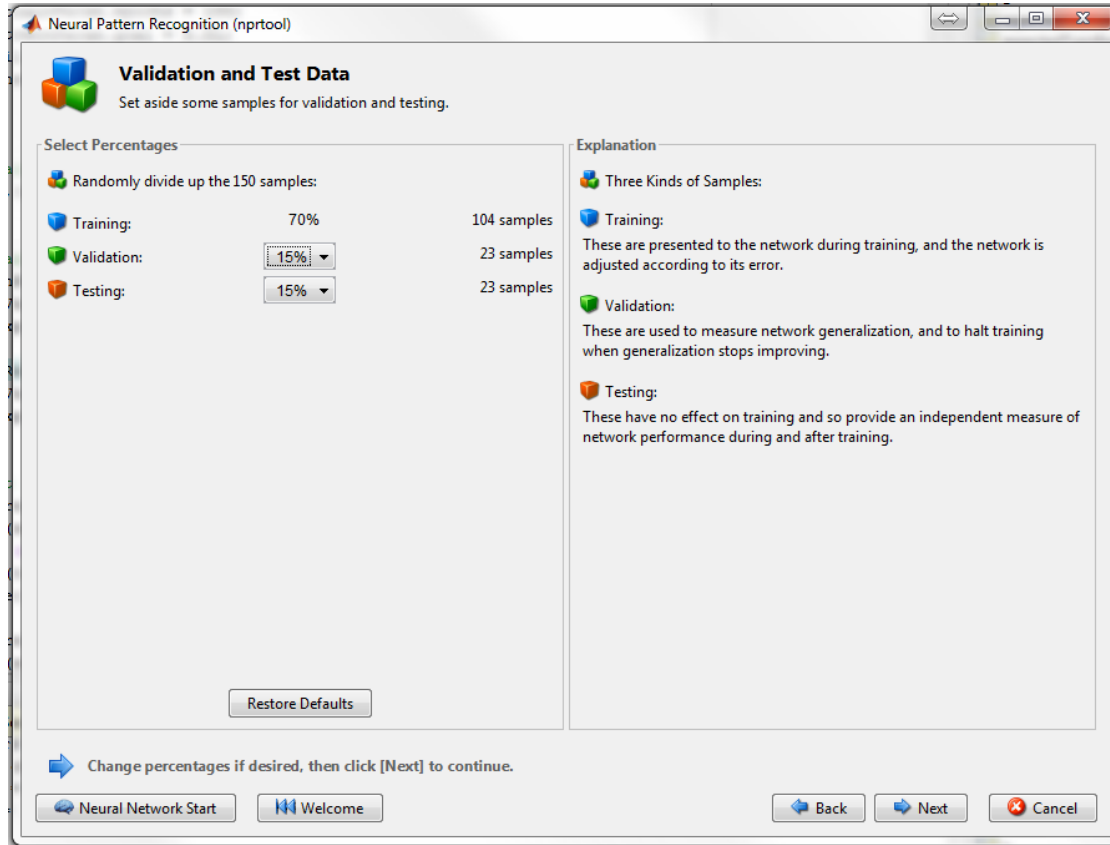 Neural Pattern Recognition (nprtool)
Validation and Test Data
Set aside some samples for validation and testing.
Select Percentages
Randomly divide up the 150 samples:
Training: 70% 104 samples
Validation: 15% 23 samples
Testing: 15% 23 samples
Restore Defaults
Explanation
Three Kinds of Samples:
Training:
These are presented to the network during training, and the network is
adjusted according to its error.
Validation:
These are used to measure network generalization, and to halt training
when generalization stops improving.
Testing:
These have no effect on training and so provide an independent measure of
network performance during and after training.
Change percentages if desired, then click [Next] to continue.
Neural Network Start Welcome Back Next Cancel